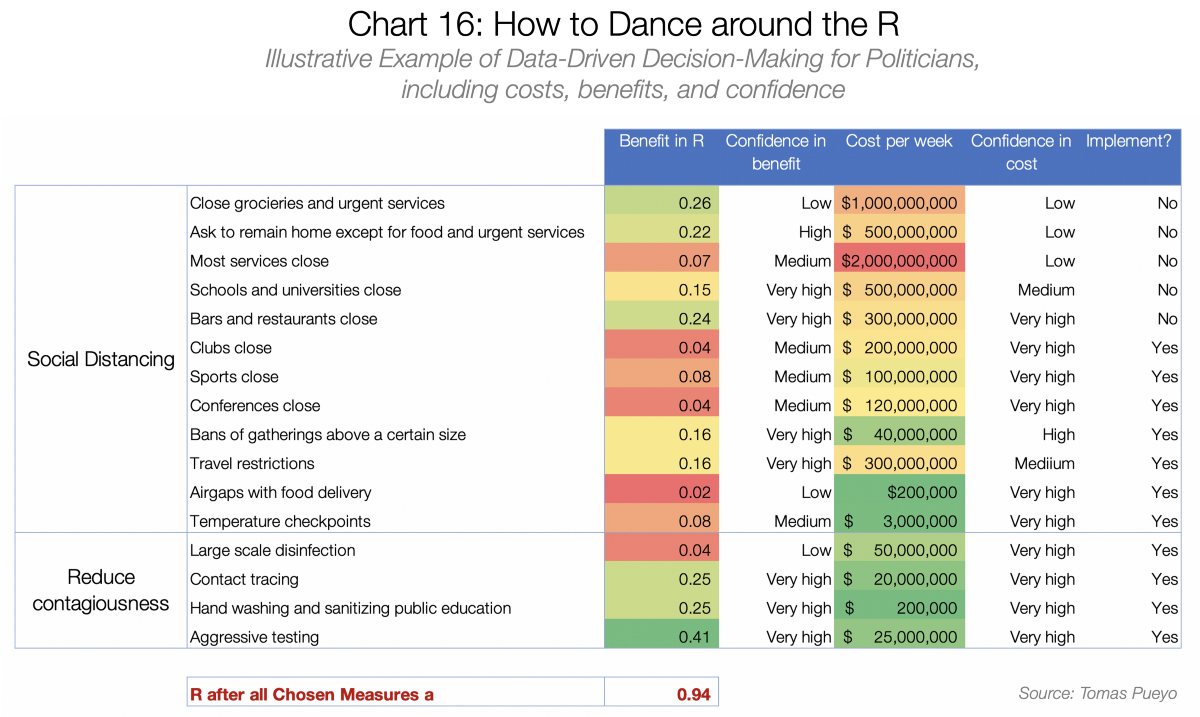 Chart 16: How to Dance around the R
Illustrative Example of Data-Driven Decision-Making for Politicians,
including costs, benefits, and confidence
Benefit in R Confidence in benefit Cost per week Confidence in cost Implement?
Social Distancing
Close grocieries and urgent services 0.26 Low $1,000,000,000 Low No
Ask to remain home except for food and urgent services 0.22 High $ 500,000,000 Low No
Most services close 0.07 Medium $2,000,000,000 Low No
Schools and universities close 0.15 Very high $ 500,000,000 Medium No
Bars and restaurants close 0.24 Very high $ 300,000,000 Very high No
Clubs close 0.04 Medium $ 200,000,000 Very high Yes
Sports close 0.08 Medium $ 100,000,000 Very high Yes
Conferences close 0.04 Medium $ 120,000,000 Very high Yes
Bans of gatherings above a certain size 0.16 Very high $ 40,000,000 High Yes
Travel restrictions 0.16 Very high $ 300,000,000 Mediium Yes
Airgaps with food delivery 0.02 Low $200,000 Very high Yes
Temperature checkpoints 0.08 Medium $ 3,000,000 Very high Yes
Reduce
contagiousness
Large scale disinfection 0.04 Low $ 50,000,000 Very high Yes
Contact tracing 0.25 Very high $ 20,000,000 Very high Yes
Hand washing and sanitizing public education 0.25 Very high $ 200,000 Very high Yes
Aggressive testing 0.41 Very high $ 25,000,000 Very high Yes
R after all Chosen Measures a 0.94
Source: Tomas Pueyo